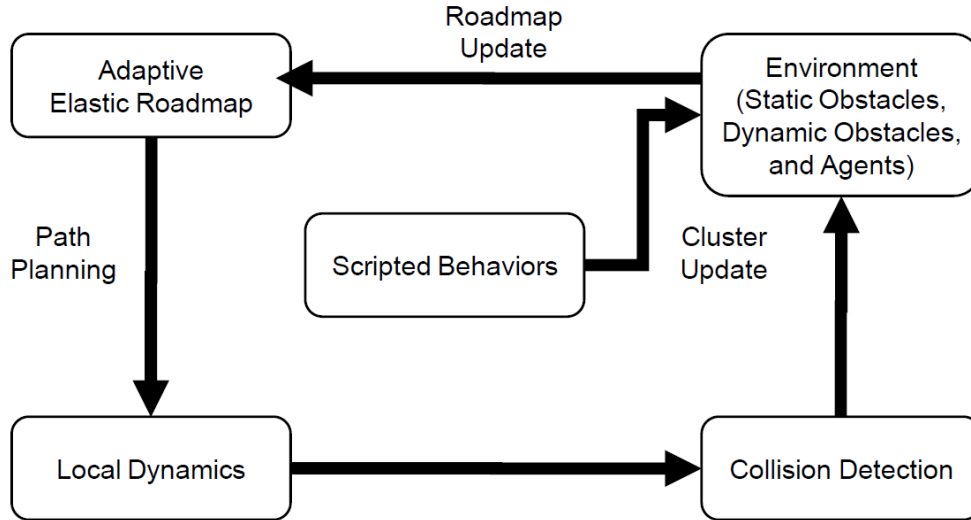 Roadmap
Update
Adaptive
Elastic Roadmap
Environment
(Static Obstacles,
Dynamic Obstacles,
and Agents)
Path
Planning
Scripted Behaviors
Cluster
Update
Local Dynamics
Collision Detection